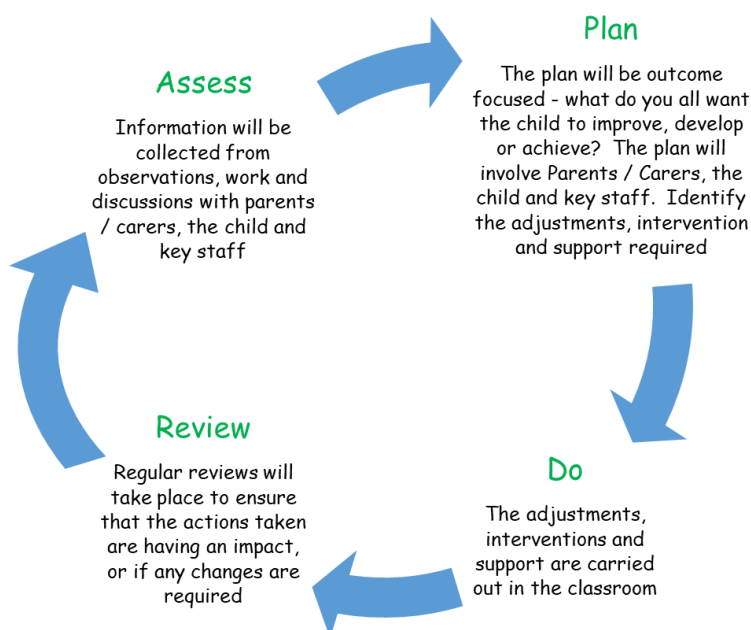 Assess
Information will be
collected from
observations, work and
discussions with parents
/ carers, the child and
key staff
Plan
The plan will be outcome
focused - what do you all want
the child to improve, develop
or achieve? The plan will
involve Parents / Carers, the
child and key staff. Identify
the adjustments, intervention
and support required
Do
The adjustments,
interventions and
support are carried
out in the classroom
Review
Regular reviews will
take place to ensure
that the actions taken
are having an impact,
or if any changes are
required